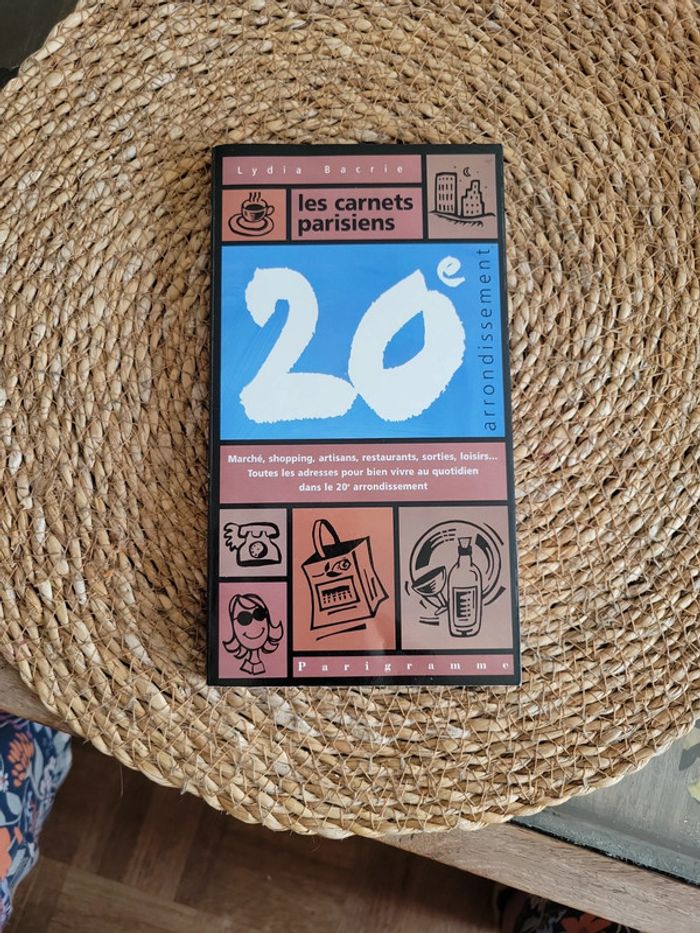 Lydia Bacrie
les carnets
parisiens
20e
arrondissement
Marché, shopping, artisans, restaurants, sorties, loisirs...
Toutes les adresses pour bien vivre au quotidien
dans le 20e arrondissement
Parigramme